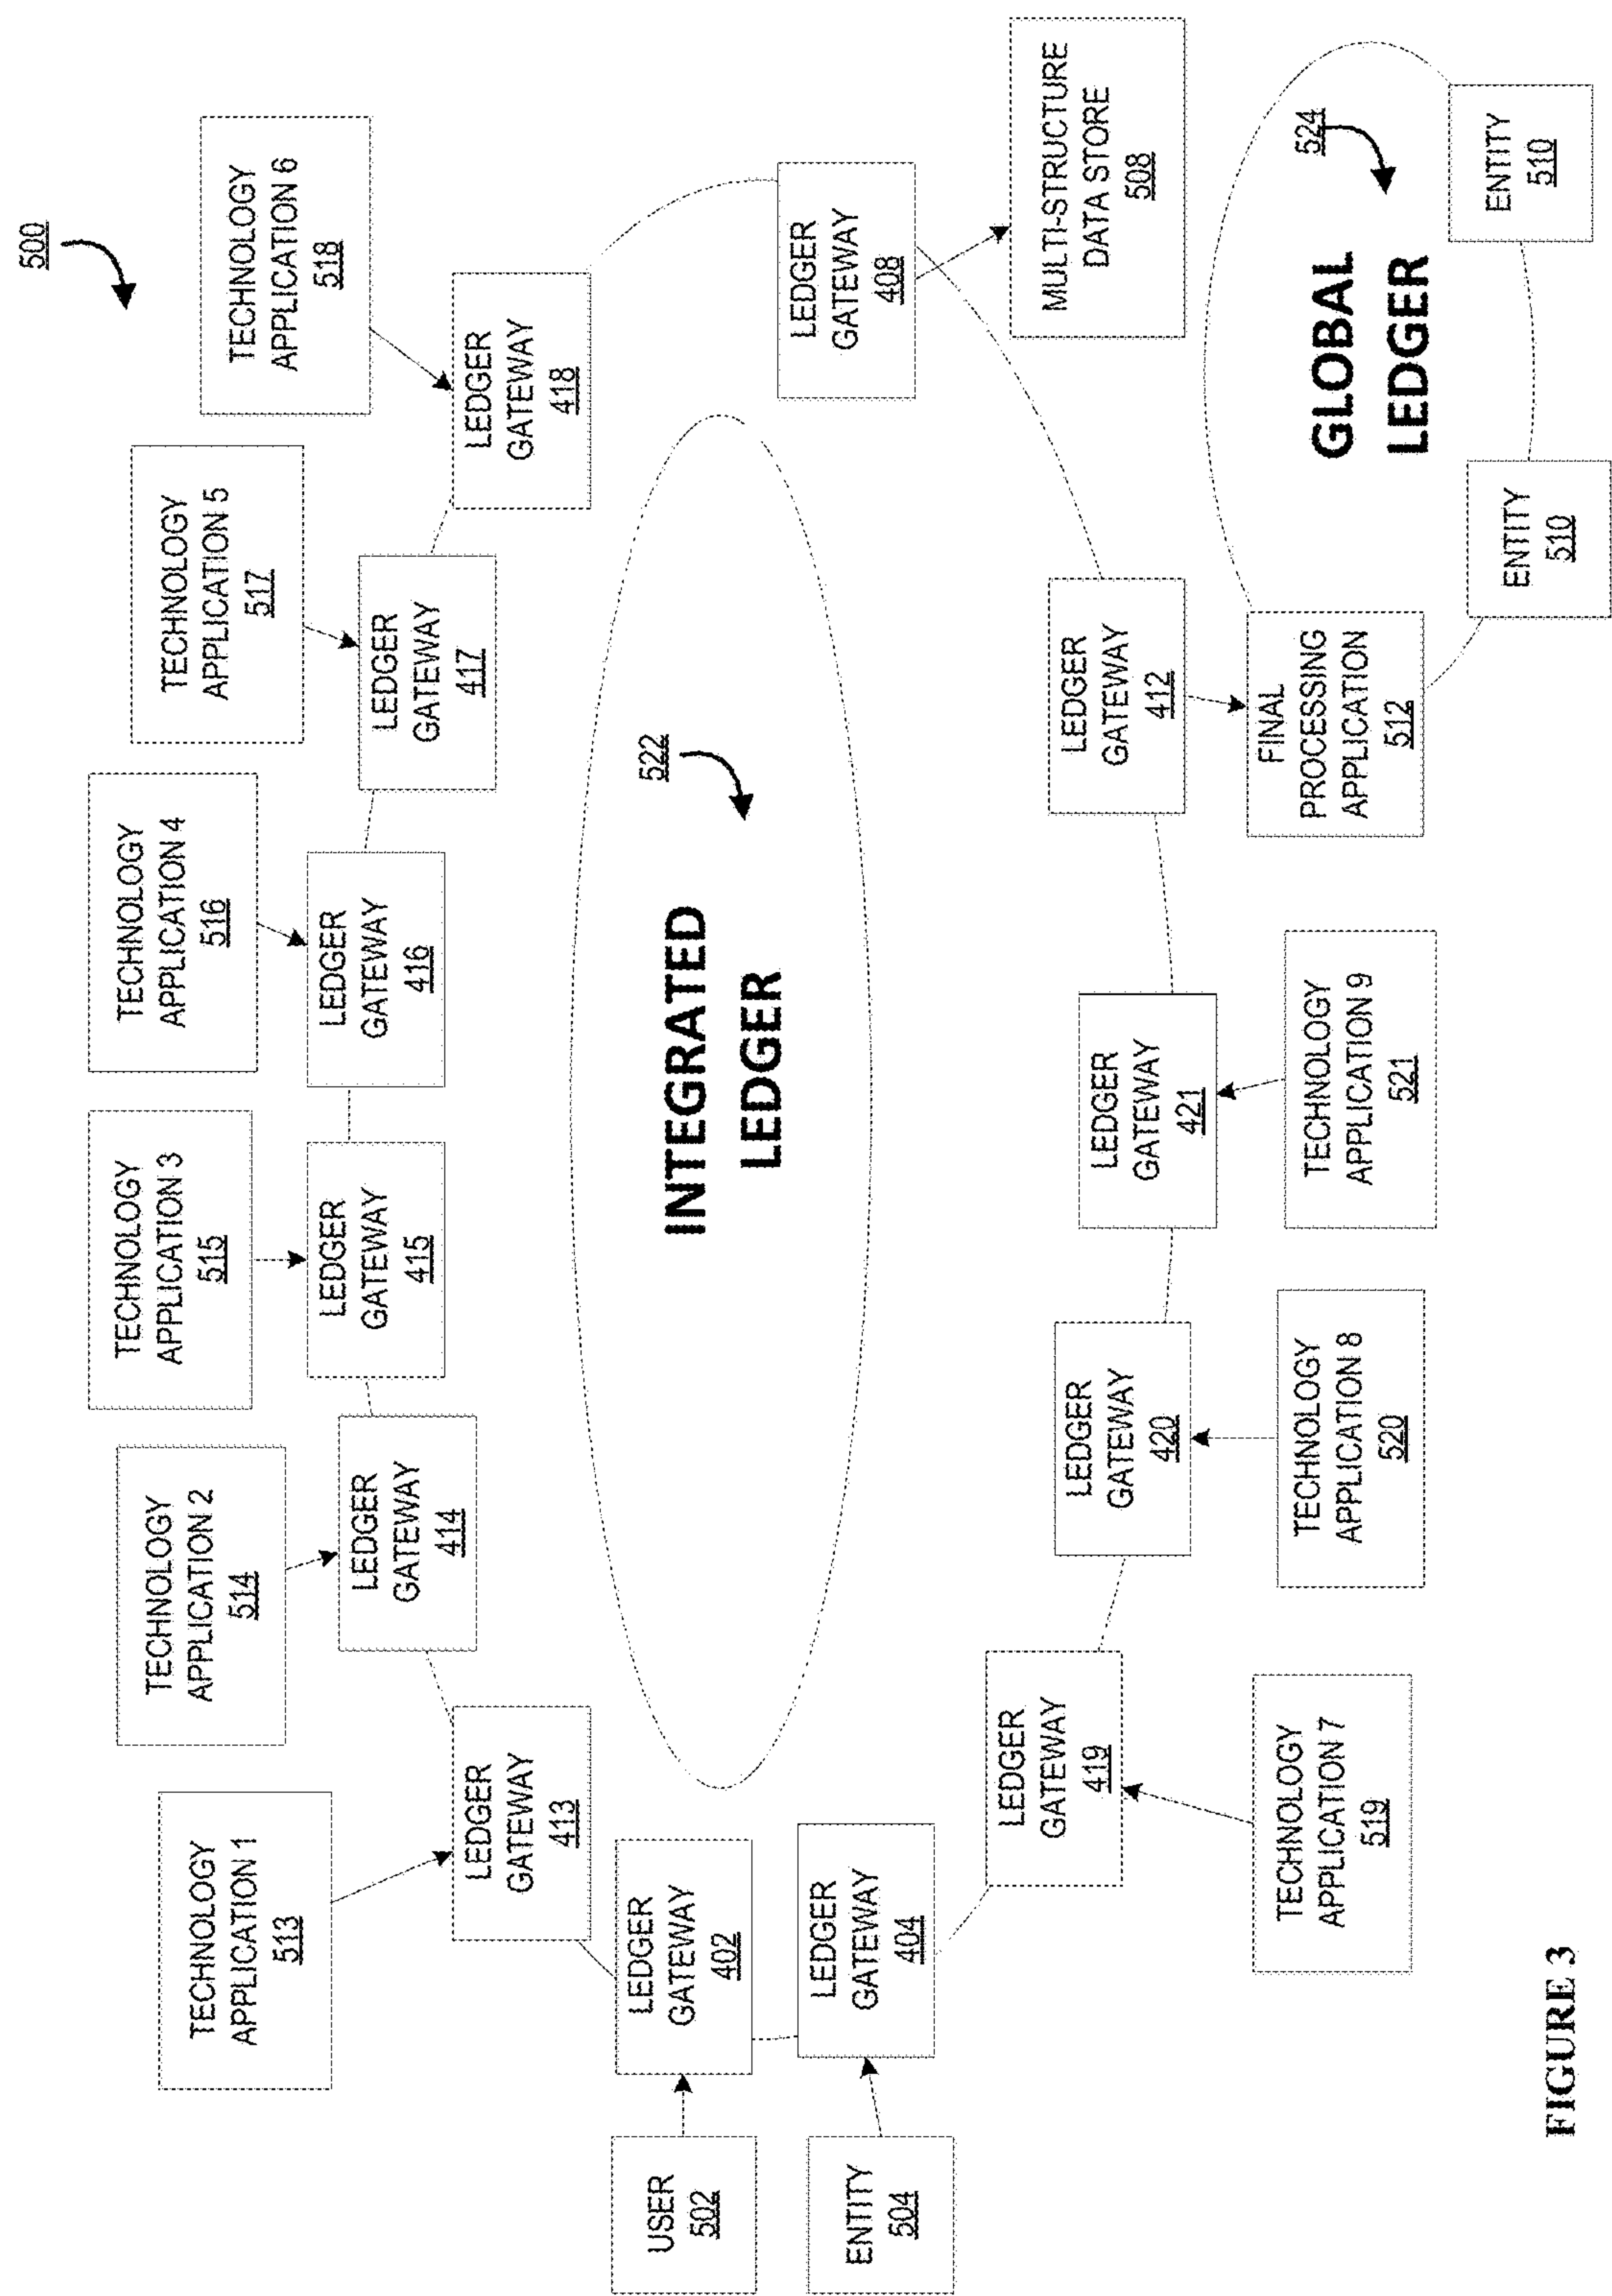 500
TECHNOLOGY
APPLICATION 1
513
TECHNOLOGY
APPLICATION 2
514
TECHNOLOGY
APPLICATION 3
515
TECHNOLOGY
APPLICATION 4
516
TECHNOLOGY
APPLICATION 5
517
TECHNOLOGY
APPLICATION 6
518
LEDGER
GATEWAY
413
LEDGER
GATEWAY
414
LEDGER
GATEWAY
415
LEDGER
GATEWAY
416
LEDGER
GATEWAY
417
LEDGER
GATEWAY
418
USER
502
LEDGER
GATEWAY
402
INTEGRATED
LEDGER
522
LEDGER
GATEWAY
408
ENTITY
504
LEDGER
GATEWAY
404
MULTI-STRUCTURE
DATA STORE
508
LEDGER
GATEWAY
419
LEDGER
GATEWAY
420
LEDGER
GATEWAY
421
LEDGER
GATEWAY
412
TECHNOLOGY
APPLICATION 7
519
TECHNOLOGY
APPLICATION 8
520
TECHNOLOGY
APPLICATION 9
521
FINAL
PROCESSING
APPLICATION
512
GLOBAL
LEDGER
524
ENTITY
510
ENTITY
510
FIGURE 3